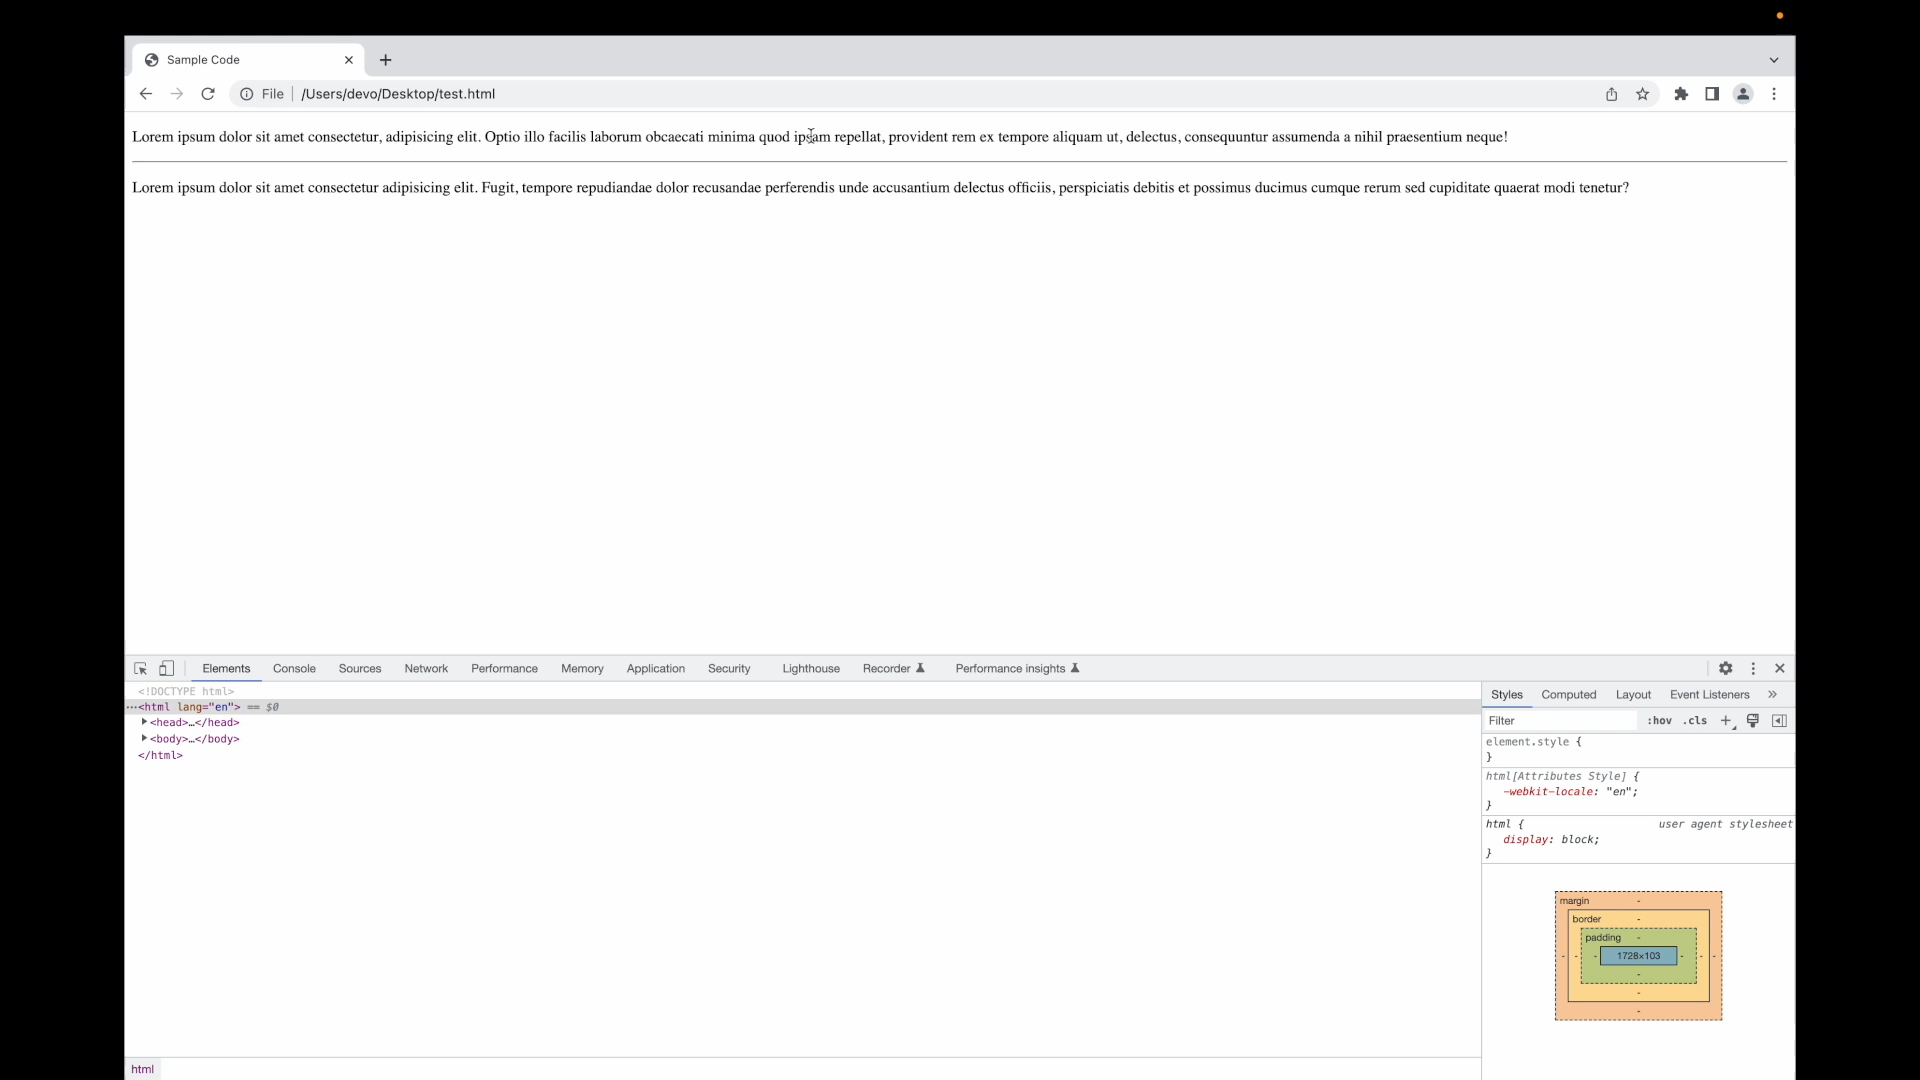 Sample Code
File /Users/devo/Desktop/test.html
Lorem ipsum dolor sit amet consectetur, adipisicing elit. Optio illo facilis laborum obcaecati minima quod ipsam repellat, provident rem ex tempore aliquam ut, delectus, consequuntur assumenda a nihil praesentium neque!
Lorem ipsum dolor sit amet consectetur adipisicing elit. Fugit, tempore repudiandae dolor recusandae perferendis unde accusantium delectus officiis, perspiciatis debitis et possimus ducimus cumque rerum sed cupiditate quaerat modi tenetur?
Elements Console Sources Network Performance Memory Application Security Lighthouse Recorder Performance insights
<!DOCTYPE html>
<html lang="en"> == $0
<head>…</head>
<body>…</body>
</html>
html
Styles Computed Layout Event Listeners »
Filter :hov .cls +
element.style {
}
html[Attributes Style] {
-webkit-locale: "en";
}
html { user agent stylesheet
display: block;
}
margin -
border -
padding -
- - - 1728×103 - - -
-
-
-